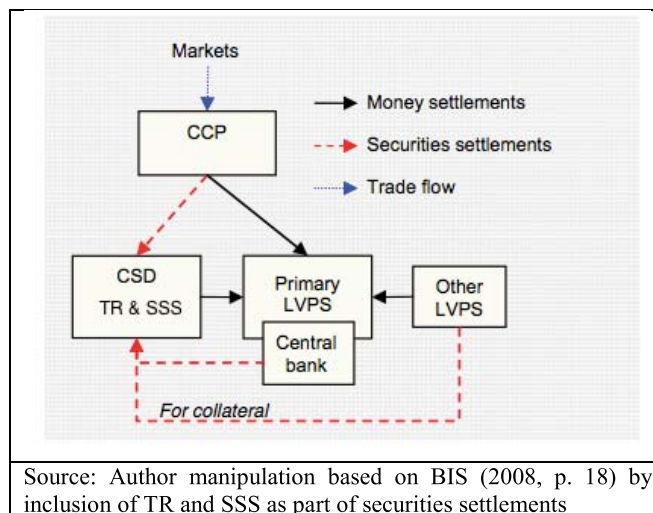 Markets
Money settlements
CCP
Securities settlements
Trade flow
CSD
TR & SSS
Primary
LVPS
Other
LVPS
Central
bank
For collateral
Source: Author manipulation based on BIS (2008, p. 18) by
inclusion of TR and SSS as part of securities settlements